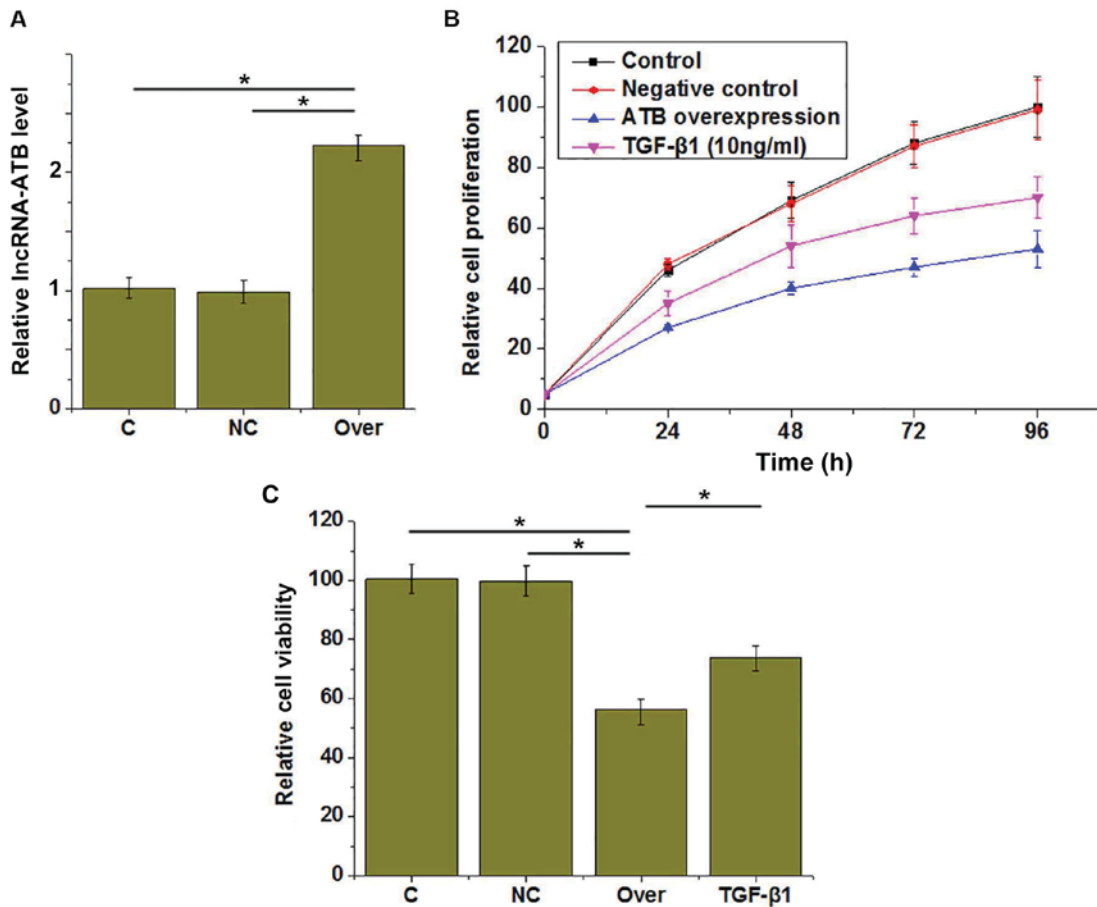 A
Relative lncRNA-ATB level
2
1
0
*
*
C NC Over
B
Relative cell proliferation
120
100
80
60
40
20
0
Control
Negative control
ATB overexpression
TGF-β1 (10ng/ml)
0 24 48 72 96
Time (h)
C
Relative cell viability
120
100
80
60
40
20
0
*
*
*
C NC Over TGF-β1